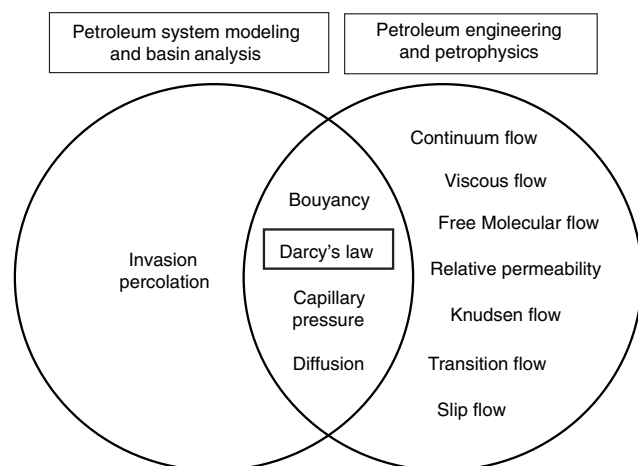 Petroleum system modeling
and basin analysis
Petroleum engineering
and petrophysics
Continuum flow
Viscous flow
Bouyancy
Free Molecular flow
Darcy's law
Invasion
percolation
Relative permeability
Capillary
pressure
Knudsen flow
Diffusion
Transition flow
Slip flow